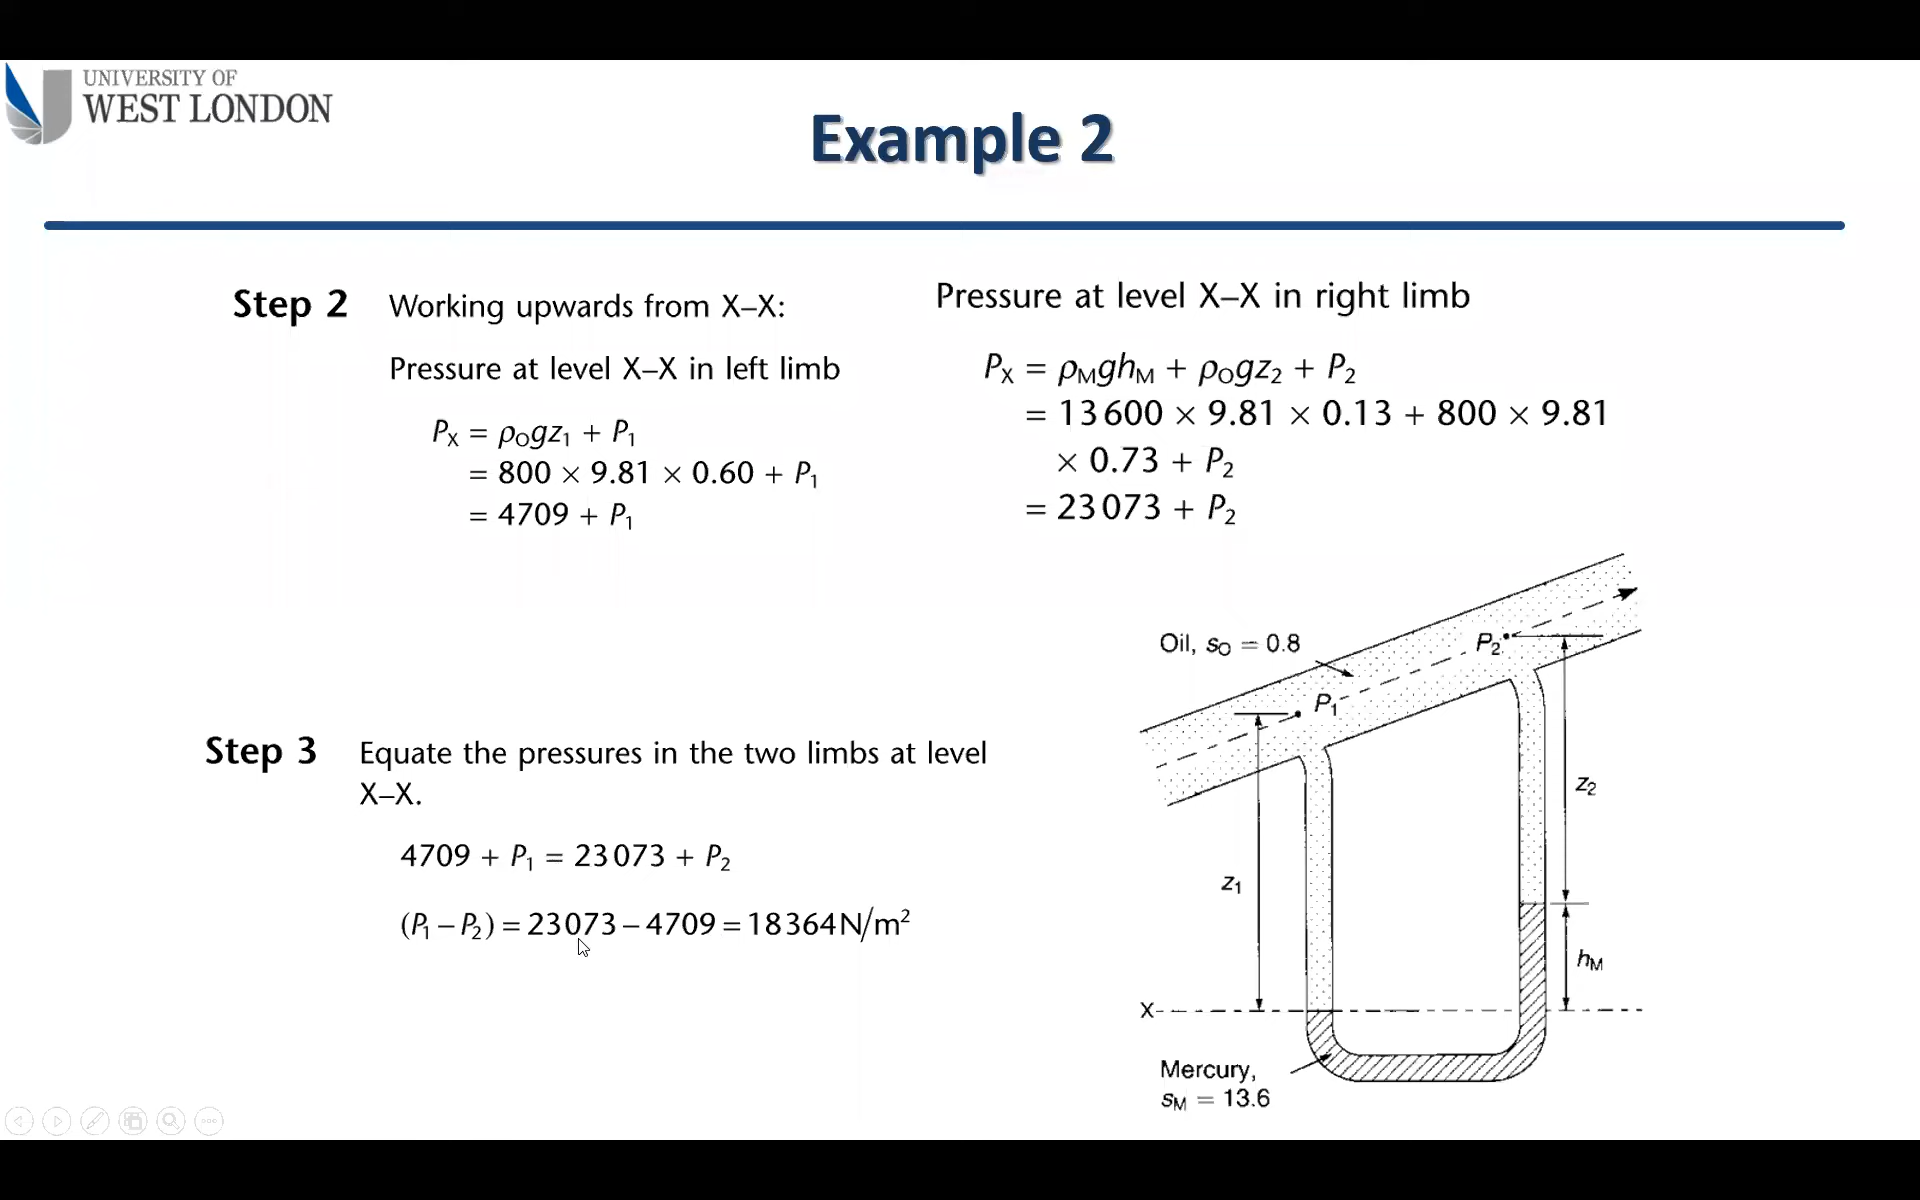 UNIVERSITY OF
WEST LONDON
Example 2
Step 2 Working upwards from X–X:
Pressure at level X–X in left limb
Pₓ = ρₒgz₁ + P₁
= 800 × 9.81 × 0.60 + P₁
= 4709 + P₁
Pressure at level X–X in right limb
Pₓ = ρ_M gh_M + ρₒgz₂ + P₂
= 13 600 × 9.81 × 0.13 + 800 × 9.81
× 0.73 + P₂
= 23 073 + P₂
Step 3 Equate the pressures in the two limbs at level
X–X.
4709 + P₁ = 23 073 + P₂
(P₁ – P₂) = 23 073 – 4709 = 18 364 N/m²
Oil, sₒ = 0.8
P₂
P₁
z₂
z₁
h_M
X
Mercury,
s_M = 13.6